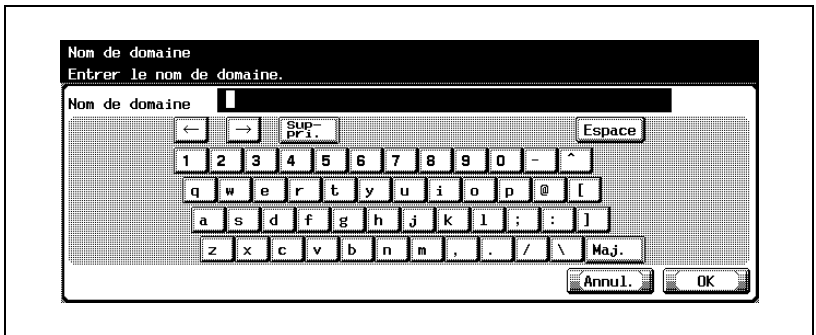 Nom de domaine
Entrer le nom de domaine.
Nom de domaine
← → Sup-
pri. Espace
1 2 3 4 5 6 7 8 9 0 - ^
q w e r t y u i o p @ [
a s d f g h j k l ; : ]
z x c v b n m , . / \ Maj.
Annul. OK